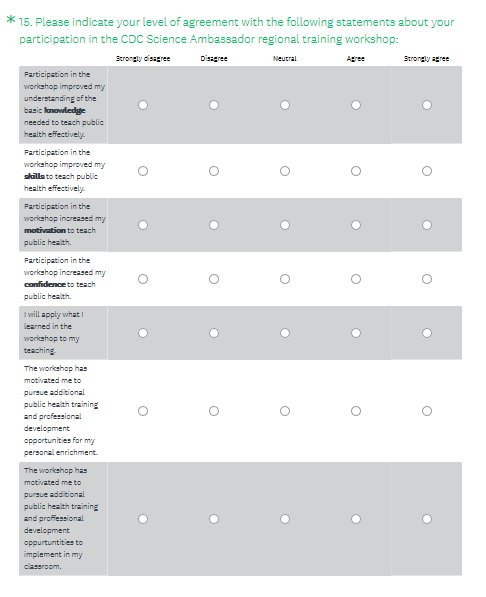 * 15. Please indicate your level of agreement with the following statements about your
participation in the CDC Science Ambassador regional training workshop:
Strongly disagree Disagree Neutral Agree Strongly agree
Participation in the
workshop improved my
understanding of the
basic knowledge
needed to teach public
health effectively.
Participation in the
workshop improved my
skills to teach public
health effectively.
Participation in the
workshop increased my
motivation to teach
public health.
Participation in the
workshop increased my
confidence to teach
public health.
I will apply what I
learned in the
workshop to my
teaching.
The workshop has
motivated me to
pursue additional
public health training
and professional
development
opportunities for my
personal enrichment.
The workshop has
motivated me to
pursue additional
public health training
and proffessional
development
oppurtuntities to
implement in my
classroom.